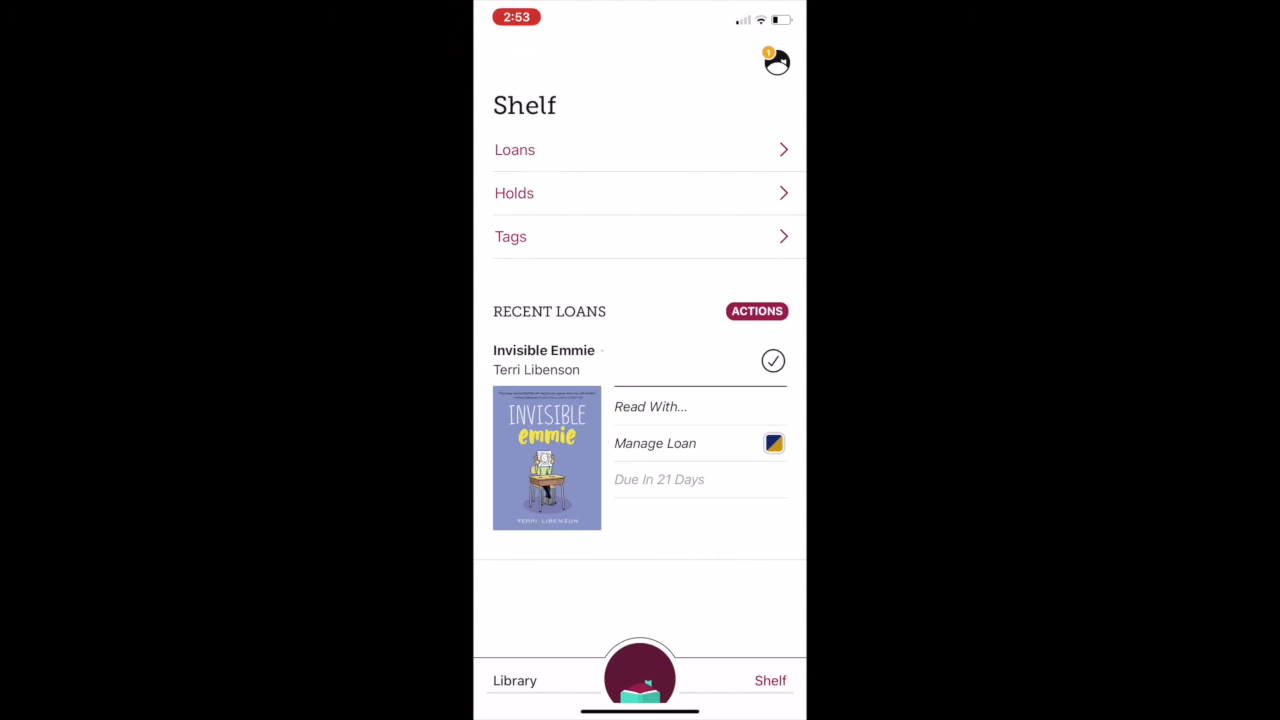 2:53
1
Shelf
Loans
Holds
Tags
RECENT LOANS
ACTIONS
Invisible Emmie
Terri Libenson
INVISIBLE
emmie
TERRI LIBENSON
Read With...
Manage Loan
Due In 21 Days
Library
Shelf